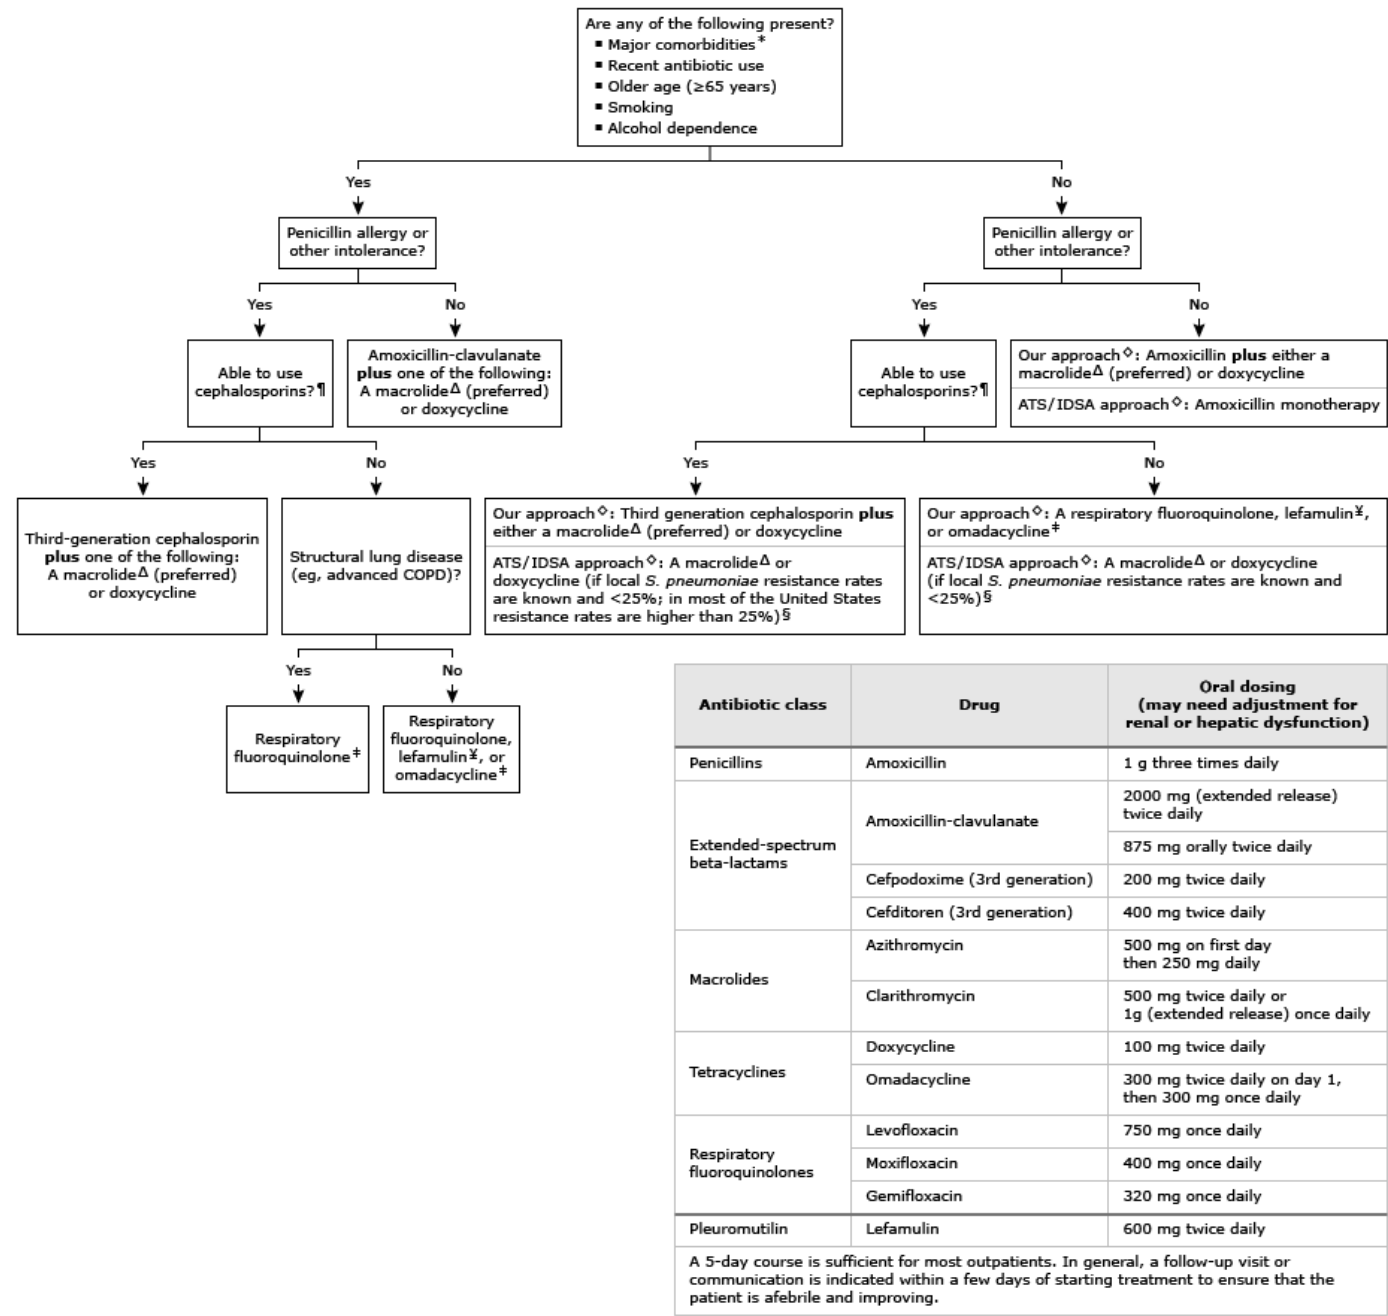 Are any of the following present?
▪ Major comorbidities*
▪ Recent antibiotic use
▪ Older age (≥65 years)
▪ Smoking
▪ Alcohol dependence
Yes
No
Penicillin allergy or
other intolerance?
Penicillin allergy or
other intolerance?
Yes
No
Yes
No
Able to use
cephalosporins?¶
Amoxicillin-clavulanate
plus one of the following:
A macrolideΔ (preferred)
or doxycycline
Able to use
cephalosporins?¶
Our approach◇: Amoxicillin plus either a
macrolideΔ (preferred) or doxycycline
ATS/IDSA approach◇: Amoxicillin monotherapy
Yes
No
Yes
No
Third-generation cephalosporin
plus one of the following:
A macrolideΔ (preferred)
or doxycycline
Structural lung disease
(eg, advanced COPD)?
Our approach◇: Third generation cephalosporin plus
either a macrolideΔ (preferred) or doxycycline
ATS/IDSA approach◇: A macrolideΔ or
doxycycline (if local S. pneumoniae resistance rates
are known and <25%; in most of the United States
resistance rates are higher than 25%)§
Our approach◇: A respiratory fluoroquinolone, lefamulin¥,
or omadacycline‡
ATS/IDSA approach◇: A macrolideΔ or doxycycline
(if local S. pneumoniae resistance rates are known and
<25%)§
Yes
No
Respiratory
fluoroquinolone‡
Respiratory
fluoroquinolone,
lefamulin¥, or
omadacycline‡
Antibiotic class
Drug
Oral dosing
(may need adjustment for
renal or hepatic dysfunction)
Penicillins
Amoxicillin
1 g three times daily
Extended-spectrum
beta-lactams
Amoxicillin-clavulanate
2000 mg (extended release)
twice daily
875 mg orally twice daily
Cefpodoxime (3rd generation)
200 mg twice daily
Cefditoren (3rd generation)
400 mg twice daily
Macrolides
Azithromycin
500 mg on first day
then 250 mg daily
Clarithromycin
500 mg twice daily or
1g (extended release) once daily
Tetracyclines
Doxycycline
100 mg twice daily
Omadacycline
300 mg twice daily on day 1,
then 300 mg once daily
Respiratory
fluoroquinolones
Levofloxacin
750 mg once daily
Moxifloxacin
400 mg once daily
Gemifloxacin
320 mg once daily
Pleuromutilin
Lefamulin
600 mg twice daily
A 5-day course is sufficient for most outpatients. In general, a follow-up visit or
communication is indicated within a few days of starting treatment to ensure that the
patient is afebrile and improving.